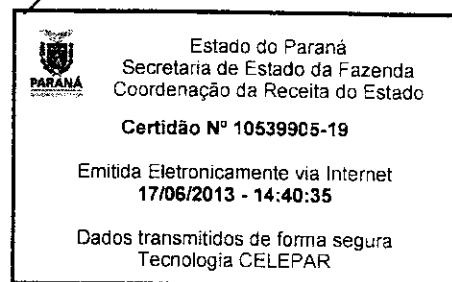 Estado do Paraná
Secretaria de Estado da Fazenda
Coordenação da Receita do Estado
PARANÁ
Certidão Nº 10539905-19
Emitida Eletronicamente via Internet
17/06/2013 - 14:40:35
Dados transmitidos de forma segura
Tecnologia CELEPAR